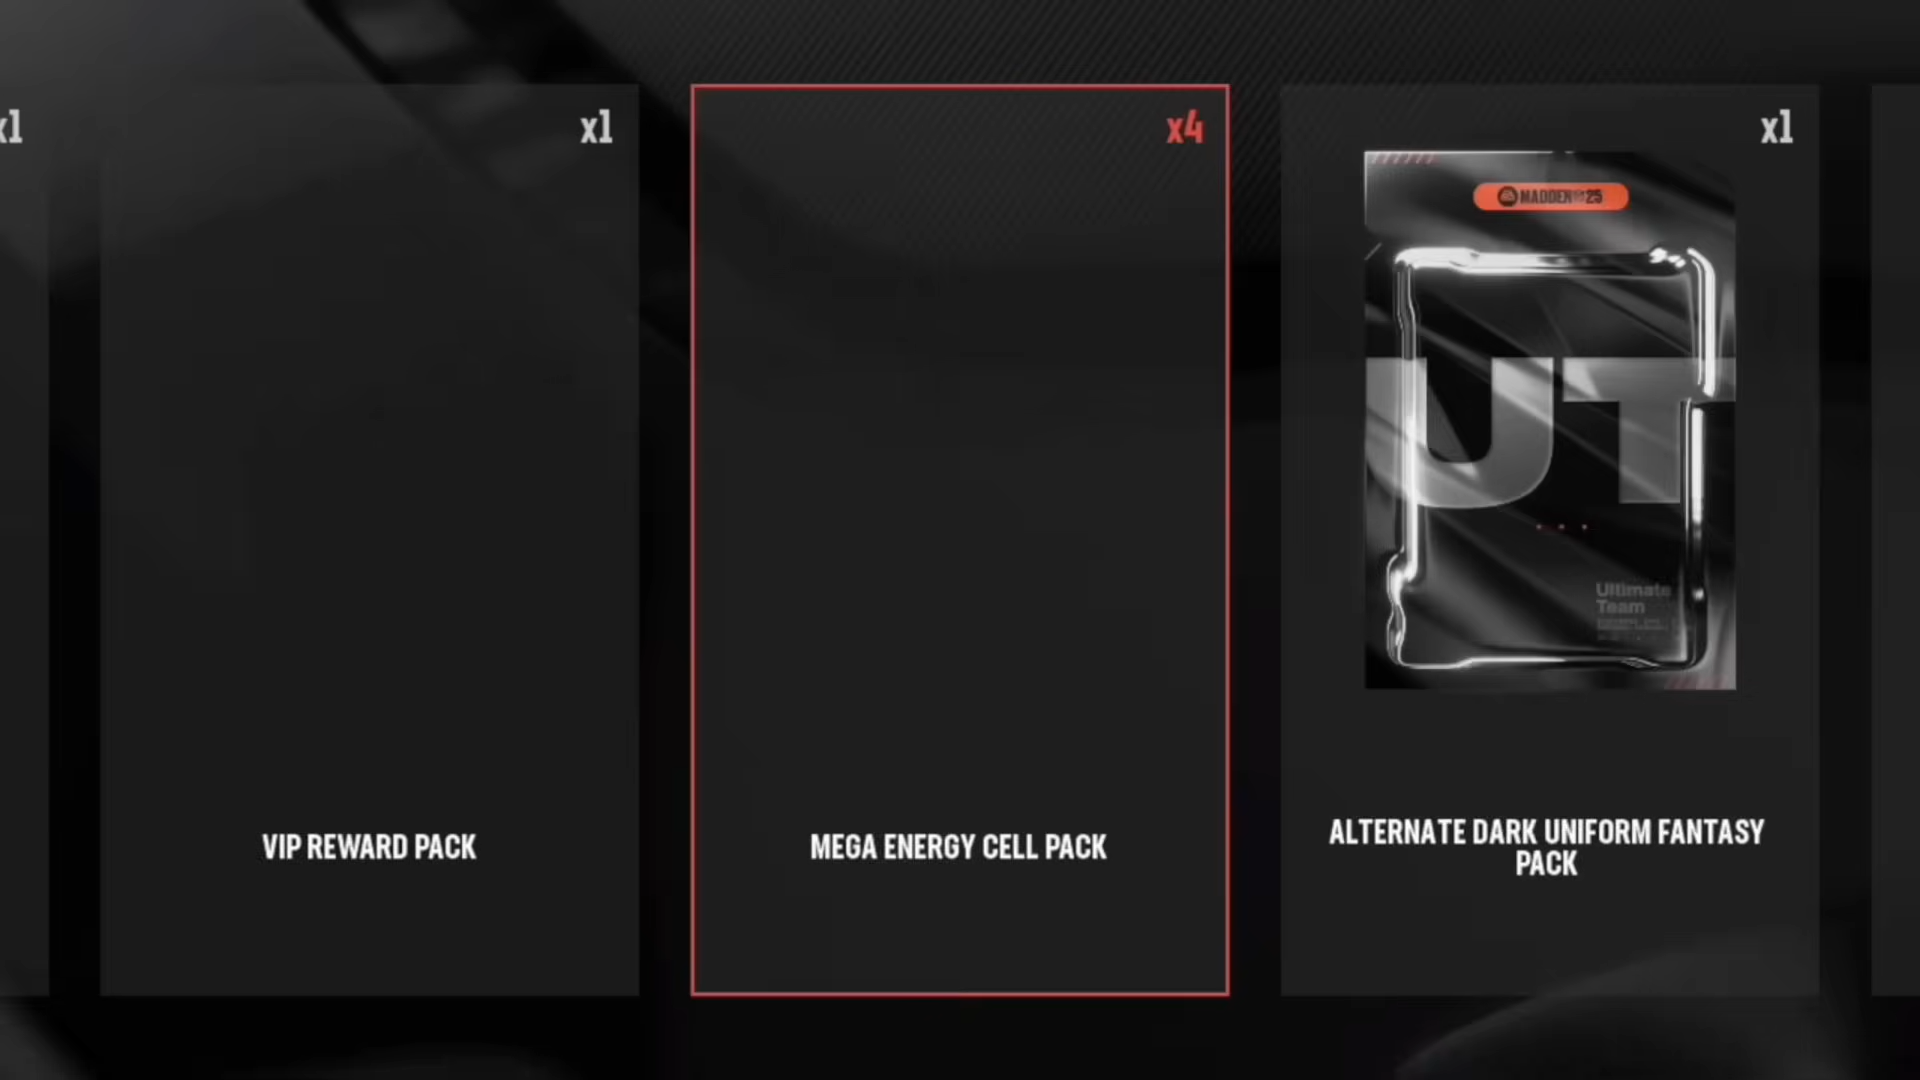 x1
x1
x4
x1
MADDEN NFL 25
UT
Ultimate
Team
VIP REWARD PACK
MEGA ENERGY CELL PACK
ALTERNATE DARK UNIFORM FANTASY
PACK